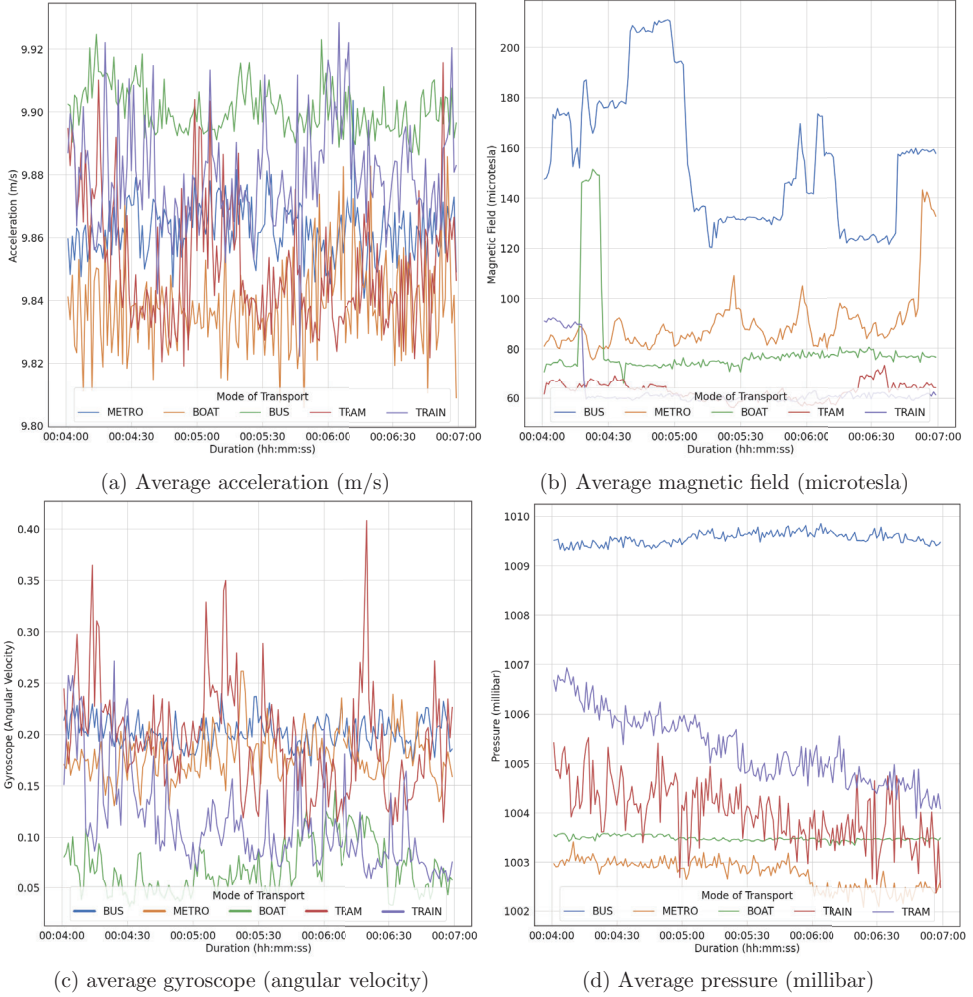 9.92
9.90
9.88
9.86
9.84
9.82
9.80
Acceleration (m/s)
Mode of Transport
METRO BOAT BUS TRAM TRAIN
00:04:00 00:04:30 00:05:00 00:05:30 00:06:00 00:06:30 00:07:00
Duration (hh:mm:ss)
(a) Average acceleration (m/s)
200
180
160
140
120
100
80
60
Magnetic Field (microtesla)
Mode of Transport
BUS METRO BOAT TRAM TRAIN
00:04:00 00:04:30 00:05:00 00:05:30 00:06:00 00:06:30 00:07:00
Duration (hh:mm:ss)
(b) Average magnetic field (microtesla)
0.40
0.35
0.30
0.25
0.20
0.15
0.10
0.05
Gyroscope (Angular Velocity)
Mode of Transport
BUS METRO BOAT TRAM TRAIN
00:04:00 00:04:30 00:05:00 00:05:30 00:06:00 00:06:30 00:07:00
Duration (hh:mm:ss)
(c) average gyroscope (angular velocity)
1010
1009
1008
1007
1006
1005
1004
1003
1002
Pressure (millibar)
Mode of Transport
BUS METRO BOAT TRAIN TRAM
00:04:00 00:04:30 00:05:00 00:05:30 00:06:00 00:06:30 00:07:00
Duration (hh:mm:ss)
(d) Average pressure (millibar)